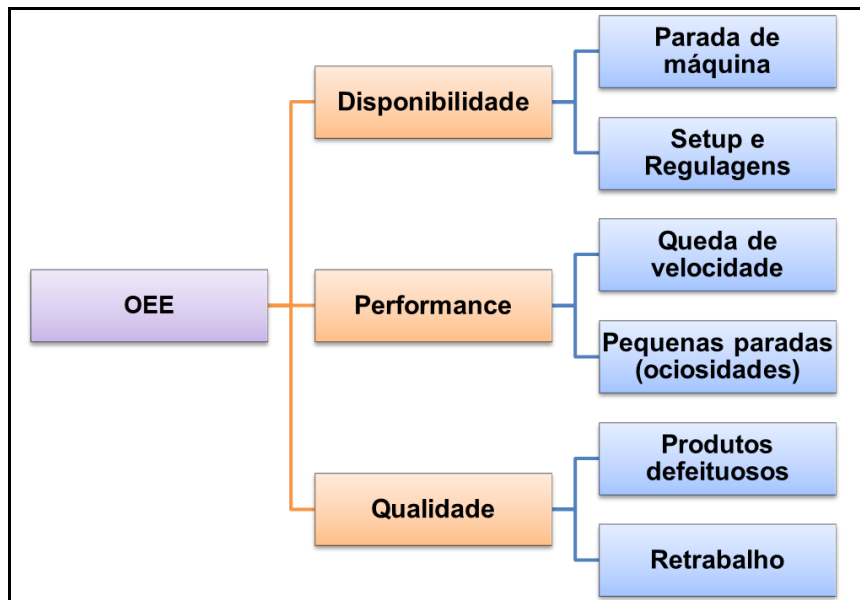 OEE
Disponibilidade
Parada de
máquina
Setup e
Regulagens
Performance
Queda de
velocidade
Pequenas paradas
(ociosidades)
Qualidade
Produtos
defeituosos
Retrabalho